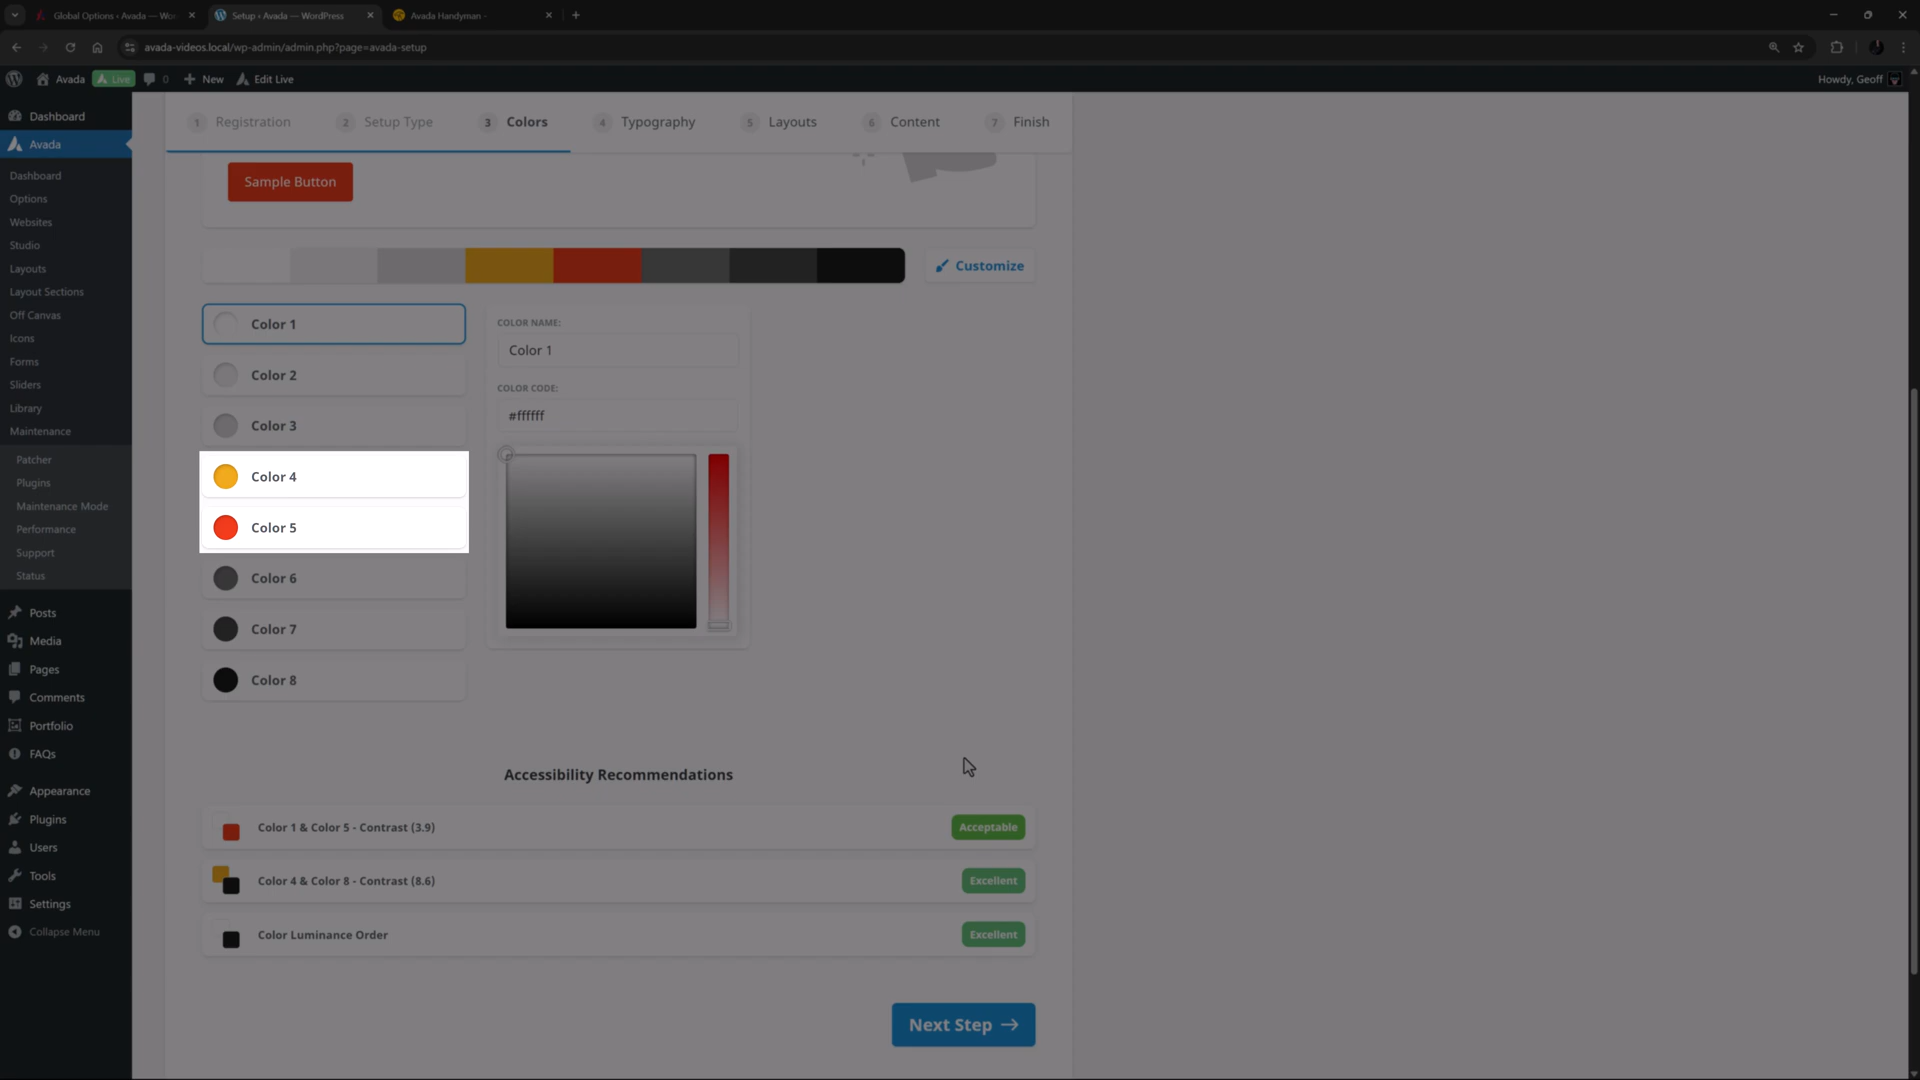 Global Options ‹ Avada — Wo
Setup ‹ Avada — WordPress
Avada Handyman -
avada-videos.local/wp-admin/admin.php?page=avada-setup
Avada
Live
0
New
Edit Live
Howdy, Geoff
Dashboard
Avada
Dashboard
Options
Websites
Studio
Layouts
Layout Sections
Off Canvas
Icons
Forms
Sliders
Library
Maintenance
Patcher
Plugins
Maintenance Mode
Performance
Support
Status
Posts
Media
Pages
Comments
Portfolio
FAQs
Appearance
Plugins
Users
Tools
Settings
Collapse Menu
1 Registration
2 Setup Type
3 Colors
4 Typography
5 Layouts
6 Content
7 Finish
Sample Button
Customize
Color 1
Color 2
Color 3
Color 4
Color 5
Color 6
Color 7
Color 8
COLOR NAME:
Color 1
COLOR CODE:
#ffffff
Accessibility Recommendations
Color 1 & Color 5 - Contrast (3.9)
Acceptable
Color 4 & Color 8 - Contrast (8.6)
Excellent
Color Luminance Order
Excellent
Next Step